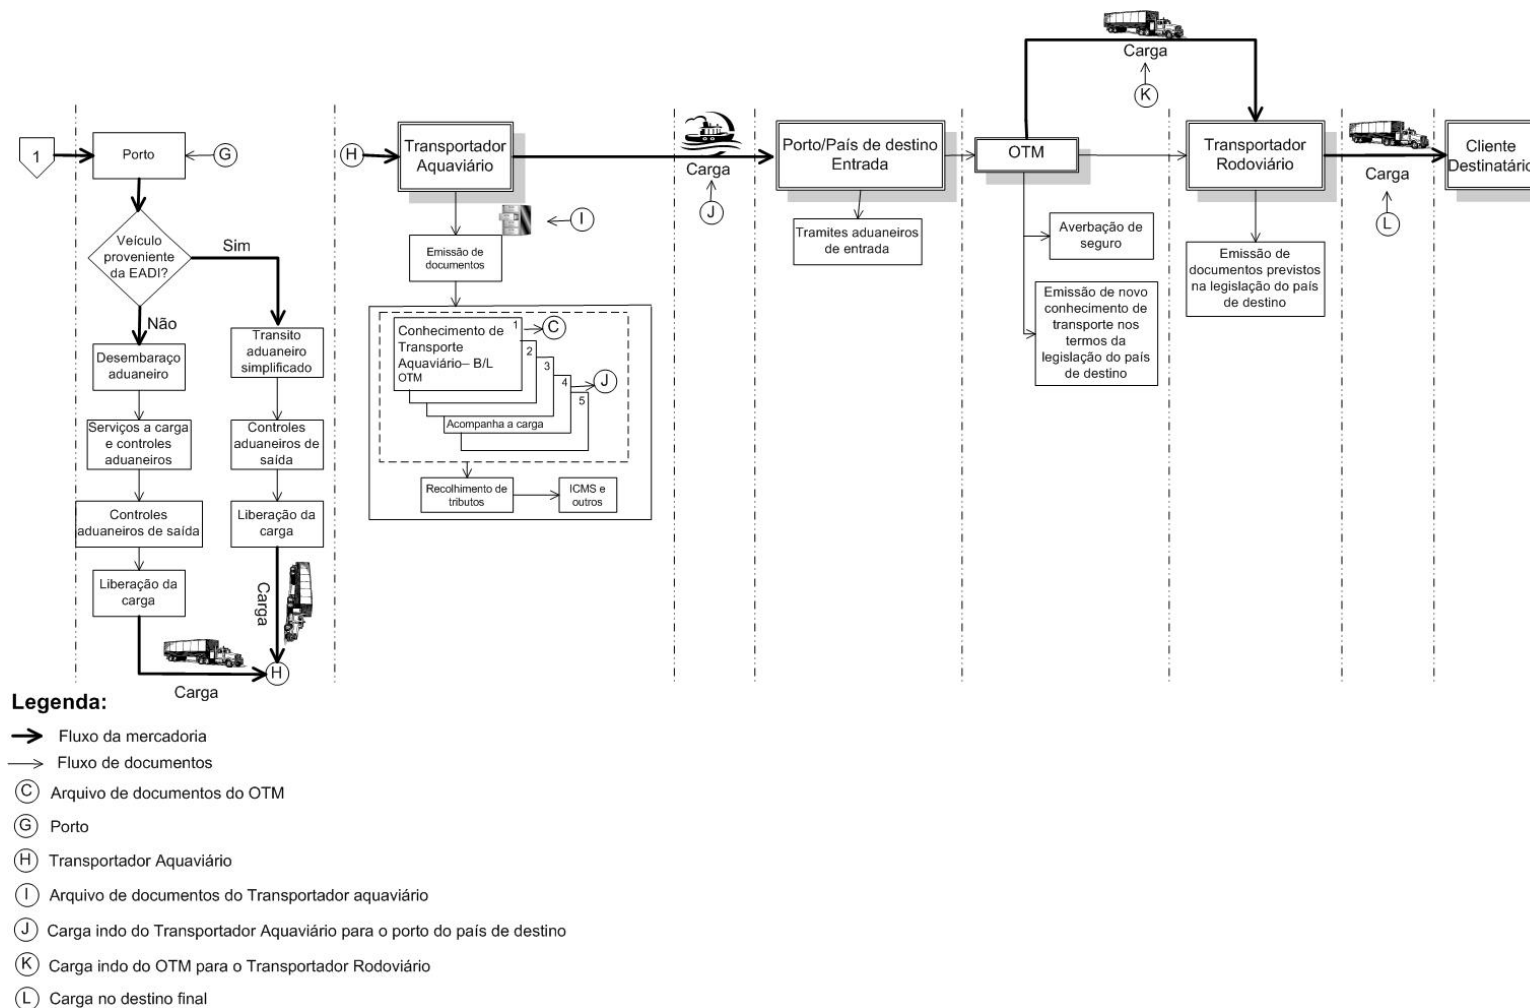 1
Porto
G
Veículo
proveniente
da EADI?
Sim
Não
Desembaraço
aduaneiro
Transito
aduaneiro
simplificado
Serviços a carga
e controles
aduaneiros
Controles
aduaneiros de
saída
Controles
aduaneiros de saída
Liberação da
carga
Liberação da
carga
Carga
Carga
H
H
Transportador
Aquaviário
I
Emissão de
documentos
Conhecimento de
Transporte
Aquaviário– B/L
OTM
1
2
3
4
5
C
J
Acompanha a carga
Recolhimento de
tributos
ICMS e
outros
Carga
J
Porto/País de destino
Entrada
Tramites aduaneiros
de entrada
OTM
Averbação de
seguro
Emissão de novo
conhecimento de
transporte nos
termos da
legislação do país
de destino
Carga
K
Transportador
Rodoviário
Emissão de
documentos previstos
na legislação do país
de destino
Carga
L
Cliente
Destinatário
Legenda:
Fluxo da mercadoria
Fluxo de documentos
C Arquivo de documentos do OTM
G Porto
H Transportador Aquaviário
I Arquivo de documentos do Transportador aquaviário
J Carga indo do Transportador Aquaviário para o porto do país de destino
K Carga indo do OTM para o Transportador Rodoviário
L Carga no destino final